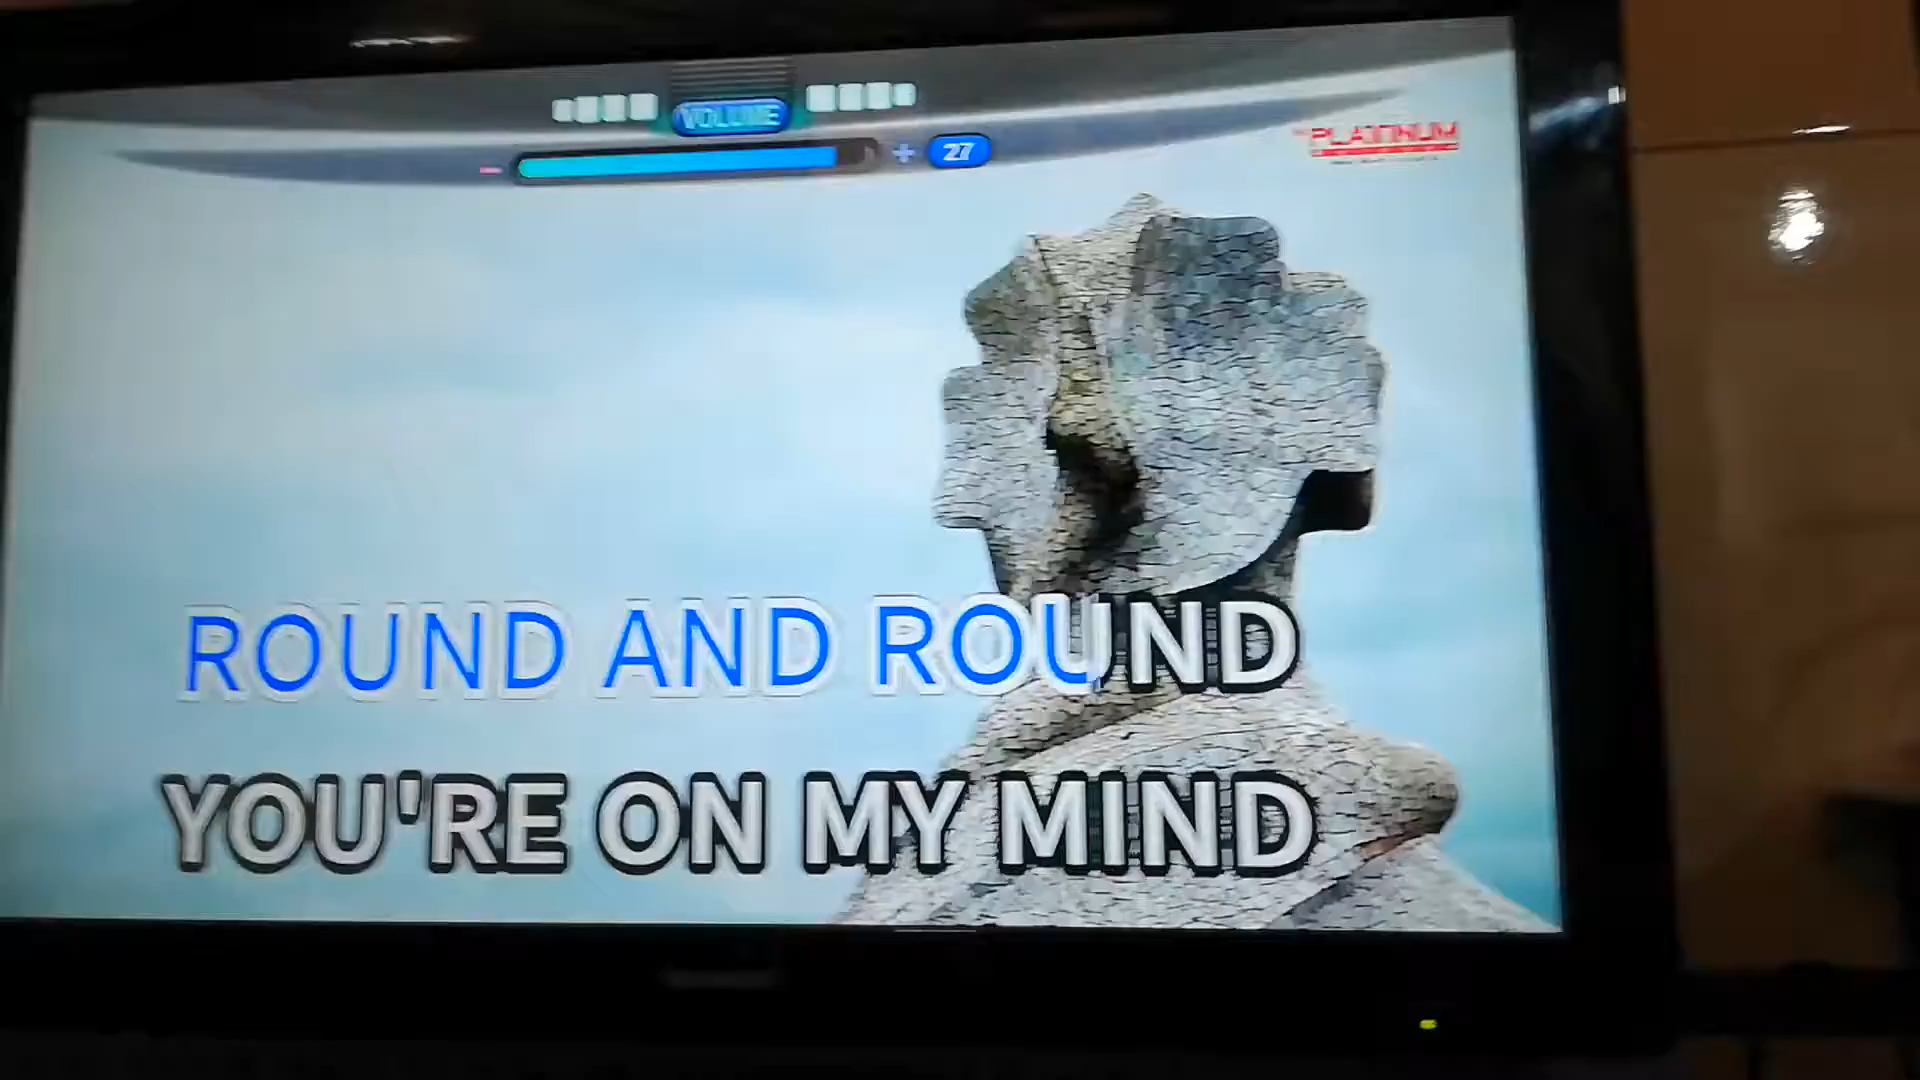 VOLUME
- + 27
PLATINUM
ROUND AND ROUND
YOU'RE ON MY MIND